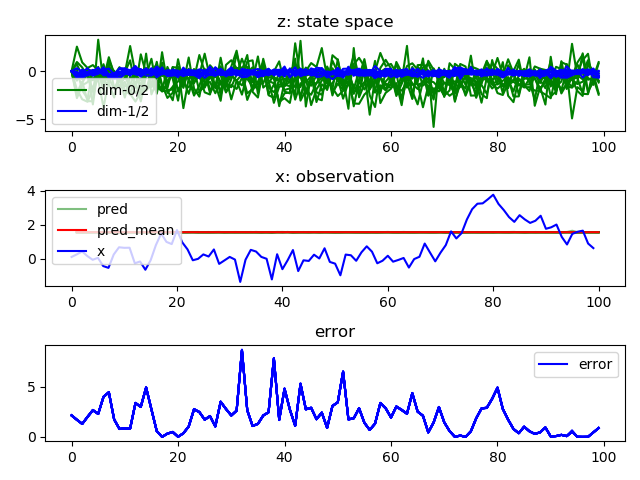 z: state space
0
−5
dim-0/2
dim-1/2
0 20 40 60 80 100
x: observation
4
2
0
pred
pred_mean
x
0 20 40 60 80 100
error
5
0
error
0 20 40 60 80 100